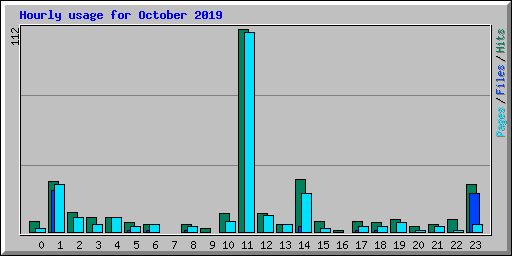 Hourly usage for October 2019
112
Pages/Files/Hits
0 1 2 3 4 5 6 7 8 9 10 11 12 13 14 15 16 17 18 19 20 21 22 23